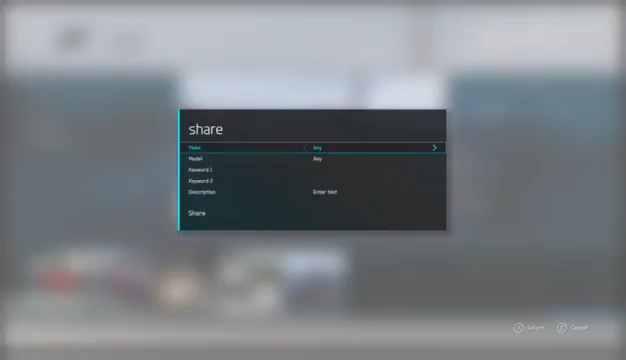 share
Make Any
Model Any
Keyword 1
Keyword 2
Description Enter text
Share
Select Cancel